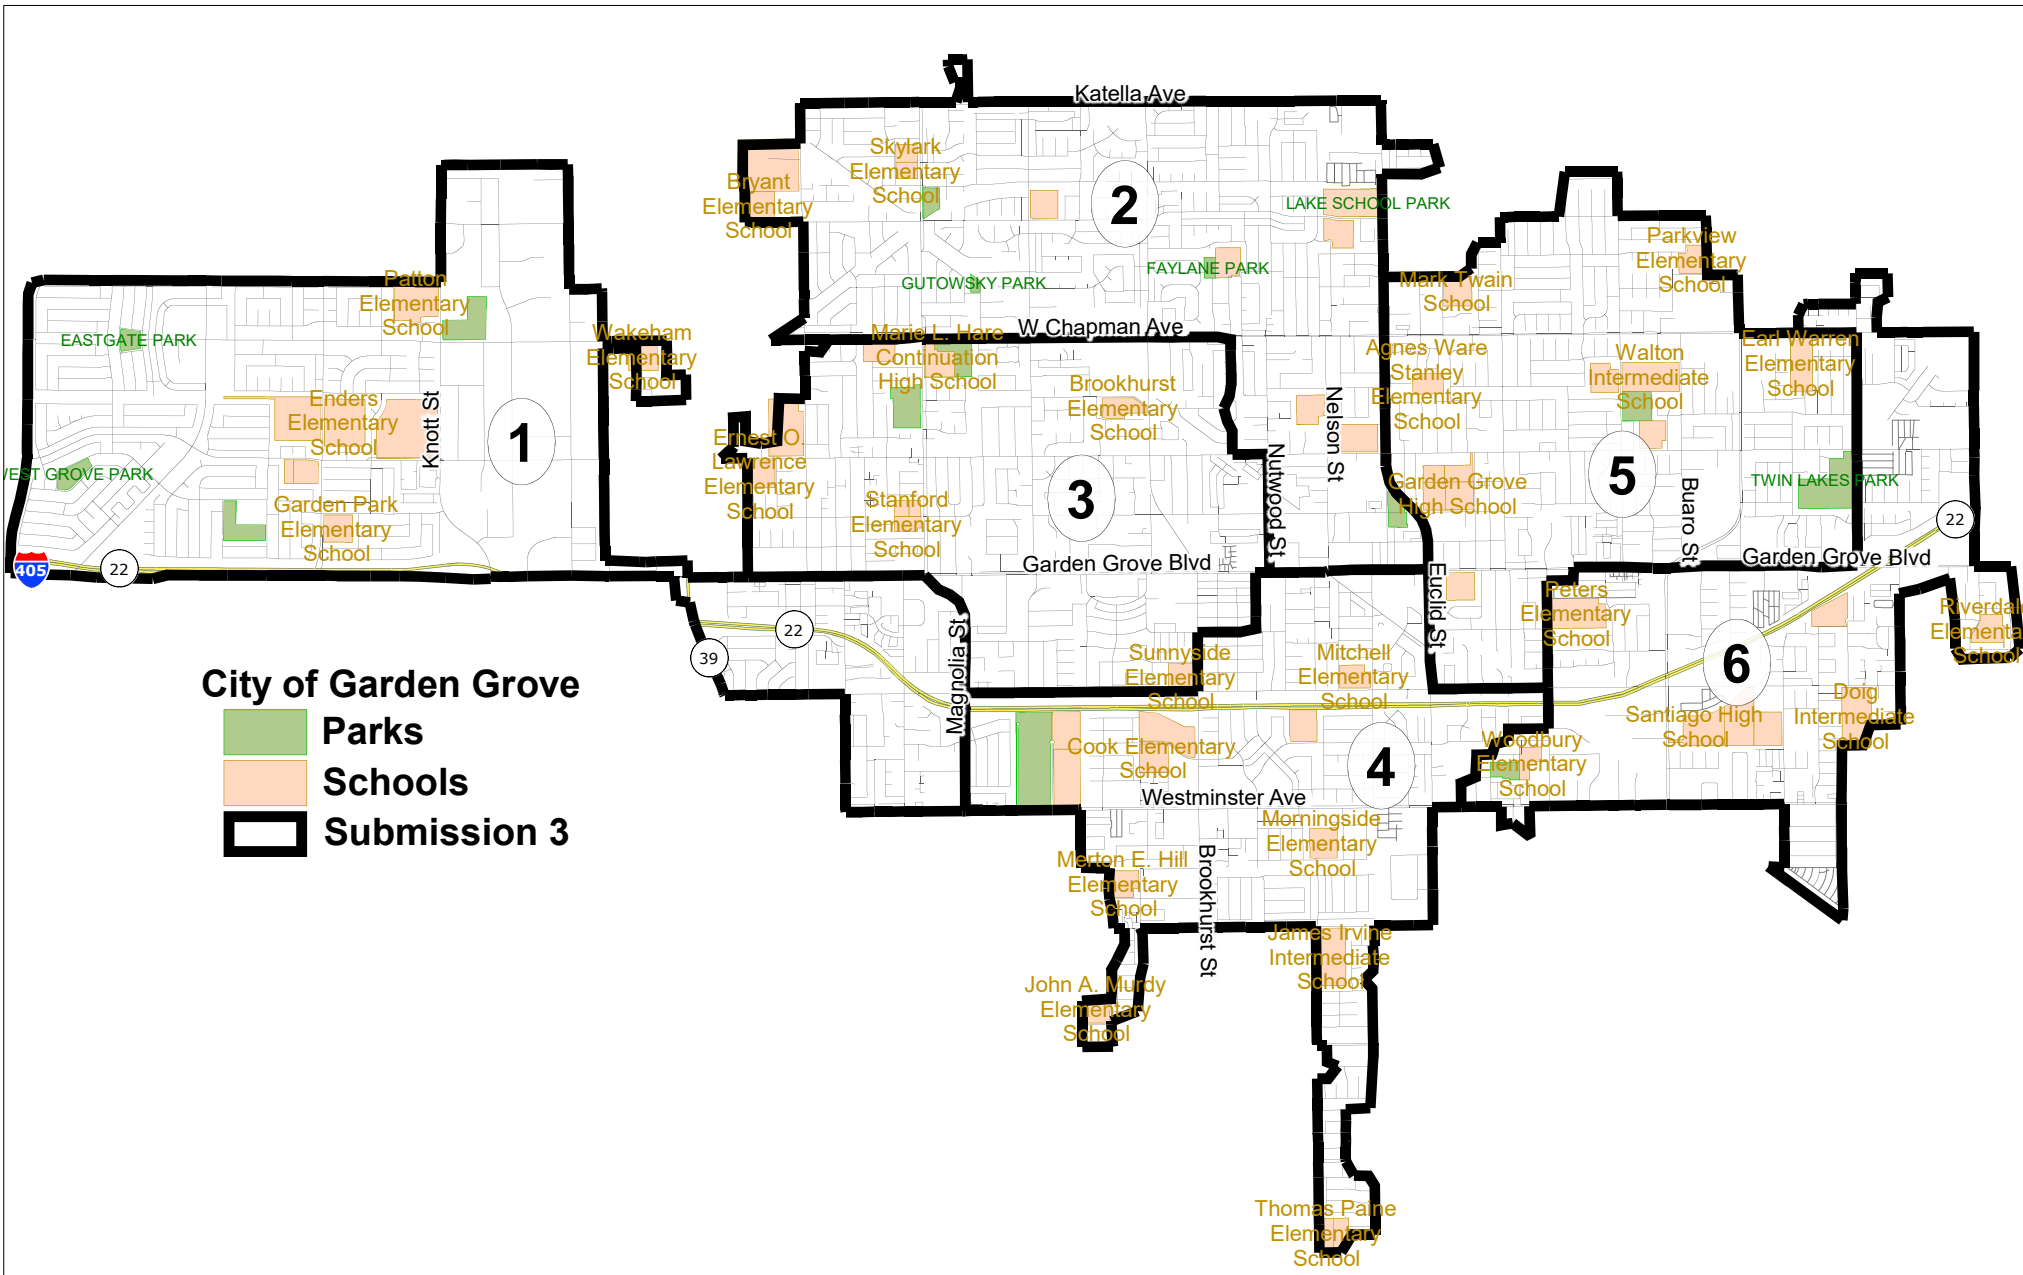 Katella Ave
Skylark
Elementary
School
Bryant
Elementary
School
2
LAKE SCHOOL PARK
Parkview
Elementary
School
Mark Twain
School
FAYLANE PARK
GUTOWSKY PARK
Patton
Elementary
School
EASTGATE PARK
Wakeham
Elementary
School
W Chapman Ave
Marie L. Hare
Continuation
High School
Agnes Ware
Stanley
Elementary
School
Walton
Intermediate
School
Earl Warren
Elementary
School
Brookhurst
Elementary
School
Enders
Elementary
School
Knott St
1
Nelson St
Ernest O.
Lawrence
Elementary
School
WEST GROVE PARK
Garden Park
Elementary
School
Stanford
Elementary
School
3
Nutwood St
Garden Grove
High School
5
Buaro St
TWIN LAKES PARK
22
405
22
Garden Grove Blvd
Garden Grove Blvd
Euclid St
Peters
Elementary
School
Riverdale
Elementary
School
22
39
Magnolia St
Sunnyside
Elementary
School
Mitchell
Elementary
School
6
Doig
Intermediate
School
Santiago High
School
Woodbury
Elementary
School
Cook Elementary
School
4
Westminster Ave
City of Garden Grove
Parks
Schools
Submission 3
Morningside
Elementary
School
Merton E. Hill
Elementary
School
Brookhurst St
James Irvine
Intermediate
School
John A. Murdy
Elementary
School
Thomas Paine
Elementary
School